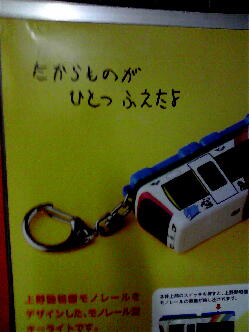 たからものが
ひとつ ふえたよ
上野動物園モノレールを
デザインした、モノレール型
キーライトです。